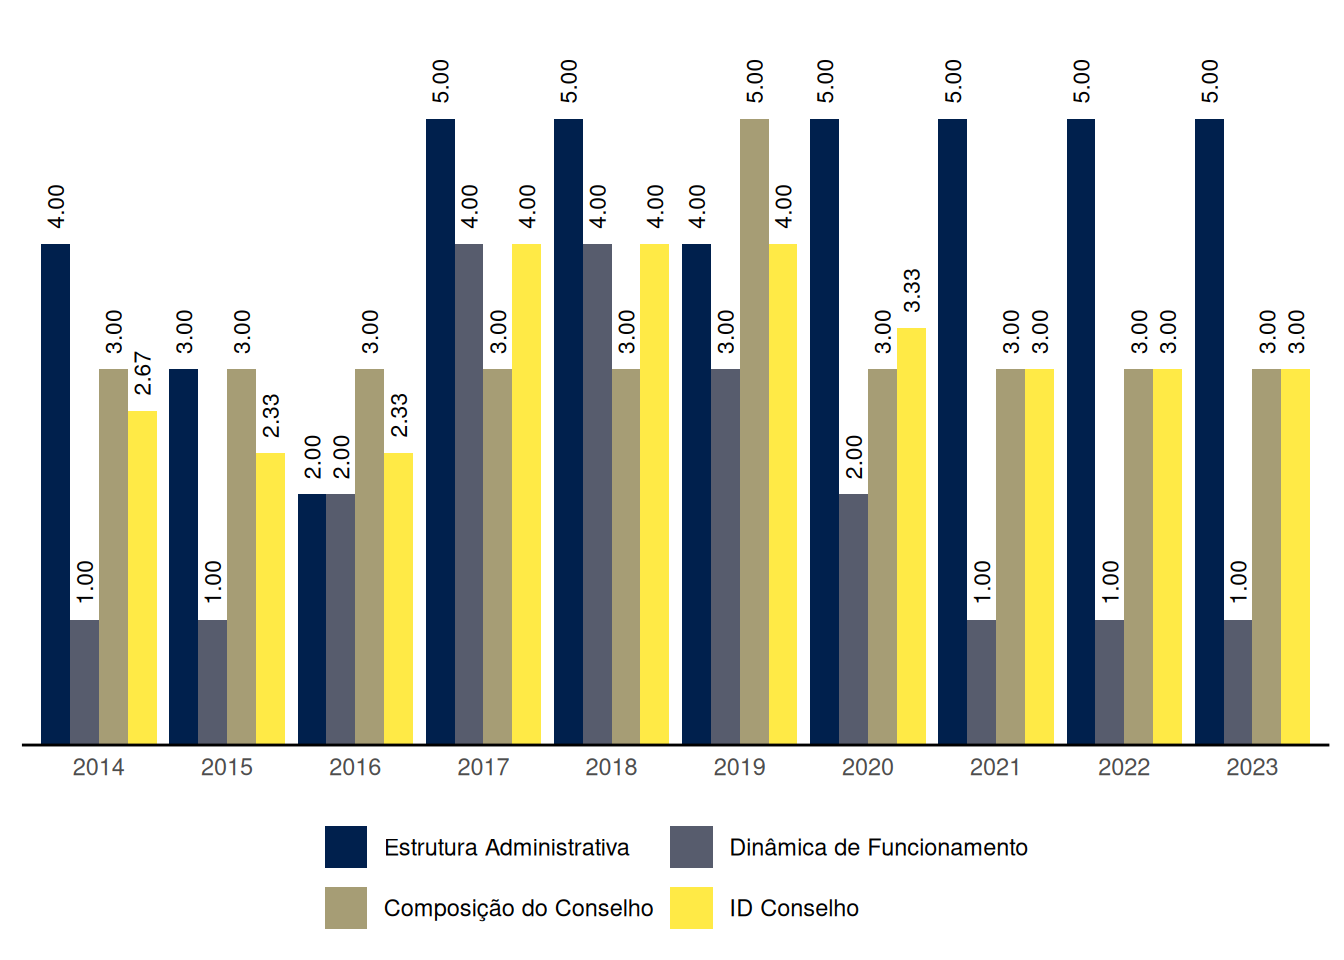 4.00 1.00 3.00 2.67 3.00 1.00 3.00 2.33 2.00 2.00 3.00 2.33 5.00 4.00 3.00 4.00 5.00 4.00 3.00 4.00 4.00 3.00 5.00 4.00 5.00 2.00 3.00 3.33 5.00 1.00 3.00 3.00 5.00 1.00 3.00 3.00 5.00 1.00 3.00 3.00
2014 2015 2016 2017 2018 2019 2020 2021 2022 2023
Estrutura Administrativa Dinâmica de Funcionamento
Composição do Conselho ID Conselho